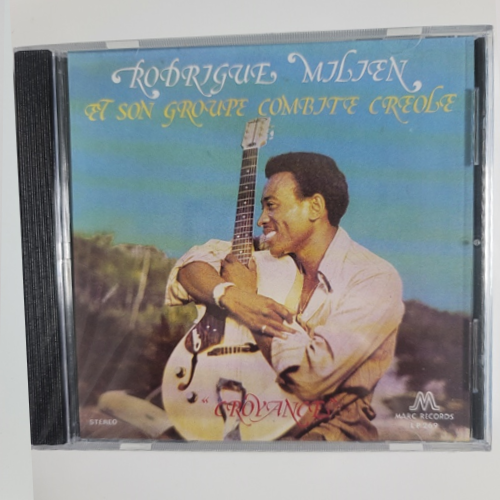 RODRIGUE MILIEN
ET SON GROUPE COMBITE CREOLE
"CROYANCE"
STEREO
M
MARC RECORDS